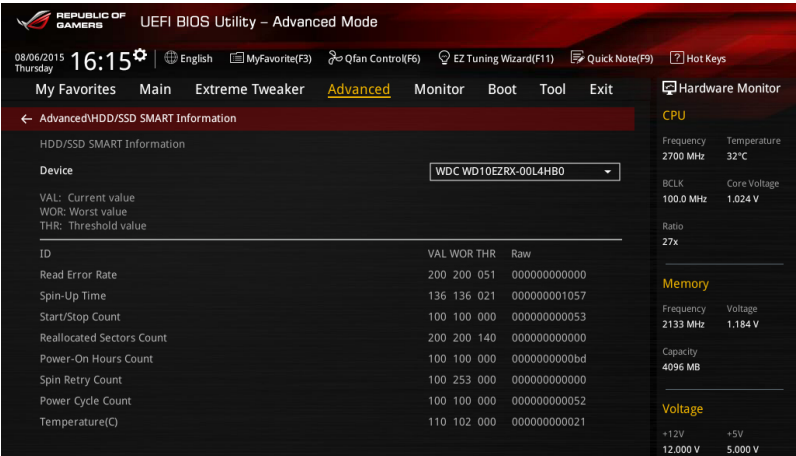 REPUBLIC OF
GAMERS
UEFI BIOS Utility – Advanced Mode
08/06/2015
Thursday
16:15
English
MyFavorite(F3)
Qfan Control(F6)
EZ Tuning Wizard(F11)
Quick Note(F9)
? Hot Keys
My Favorites Main Extreme Tweaker Advanced Monitor Boot Tool Exit
Hardware Monitor
← Advanced\HDD/SSD SMART Information
HDD/SSD SMART Information
Device WDC WD10EZRX-00L4HB0
VAL: Current value
WOR: Worst value
THR: Threshold value
ID VAL WOR THR Raw
Read Error Rate 200 200 051 000000000000
Spin-Up Time 136 136 021 000000001057
Start/Stop Count 100 100 000 000000000053
Reallocated Sectors Count 200 200 140 000000000000
Power-On Hours Count 100 100 000 0000000000bd
Spin Retry Count 100 253 000 000000000000
Power Cycle Count 100 100 000 000000000052
Temperature(C) 110 102 000 000000000021
CPU
Frequency Temperature
2700 MHz 32°C
BCLK Core Voltage
100.0 MHz 1.024 V
Ratio
27x
Memory
Frequency Voltage
2133 MHz 1.184 V
Capacity
4096 MB
Voltage
+12V +5V
12.000 V 5.000 V